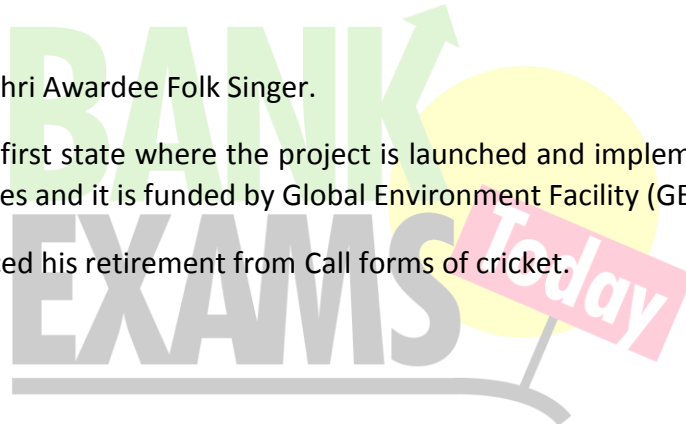 BANK
hri Awardee Folk Singer.
first state where the project is launched and implem
es and it is funded by Global Environment Facility (GE
EXAMS
Today
ed his retirement from Call forms of cricket.